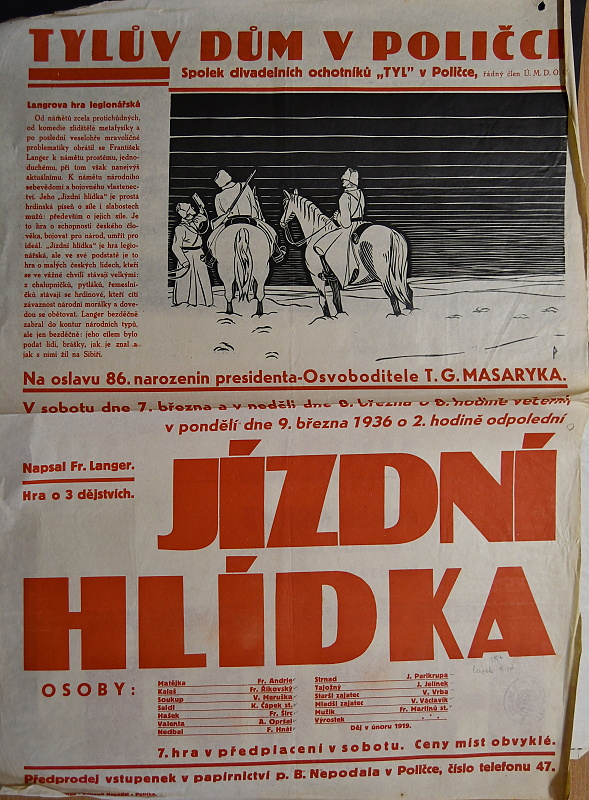 TYLŮV DŮM V POLIČCE
Spolek divadelních ochotníků „TYL" v Poličce, řádný člen Ú. M. D. O.
Langrova hra legionářská
Od námětů zcela protichůdných,
od komedie zlidštělé metafysiky a
po poslední veselohře mravoličné
problematiky obrátil se František
Langer k námětu prostému, jedno-
duchému, při tom však nanejvýš
aktuálnímu. K námětu národního
sebevědomí a bojovného vlastenec-
tví. Jeho „Jízdní hlídka" je prostá
hrdinská píseň o síle i slabostech
mužů: především o jejich síle. Je
to hra o schopnosti českého člo-
věka, bojovat pro národ, umřít pro
ideál. „Jízdní hlídka" je hra legio-
nářská, ale ve své podstatě je to
hra o malých českých lidech, kteří
se ve vážné chvíli stávají velkými:
z chalupníčků, pytláků, řemeslní-
čků stávají se hrdinové, kteří cítí
závaznost národní morálky a dove-
dou se obětovat. Langer bezděčně
zabral do kontur národních typů,
ale jen bezděčně: jeho cílem bylo
podat lidi, brášky, jak je znal a
jak s nimi žil na Sibiři.
Na oslavu 86. narozenin presidenta-Osvoboditele T. G. MASARYKA.
V sobotu dne 7. března a v neděli dne 8. března o 8. hodině večerní,
v pondělí dne 9. března 1936 o 2. hodině odpolední
Napsal Fr. Langer.
Hra o 3 dějstvích.
JÍZDNÍ
HLÍDKA
OSOBY:
Matějka Fr. Andrle
Kalaš Fr. Říkovský
Soukup V. Maruška
Seidl K. Čápek st.
Hašek Fr. Širc
Valenta A. Opršal
Nedbal F. Hnát
Strnad J. Parikrupa
Tajožný J. Jelínek
Starší zajatec V. Vrba
Mladší zajatec V. Václavík
Mužik Fr. Martinů st.
Výrostek . . .
Děj v únoru 1919.
7. hra v předplacení v sobotu. Ceny míst obvyklé.
Předprodej vstupenek v papírnictví p. B. Nepodala v Poličce, číslo telefonu 47.